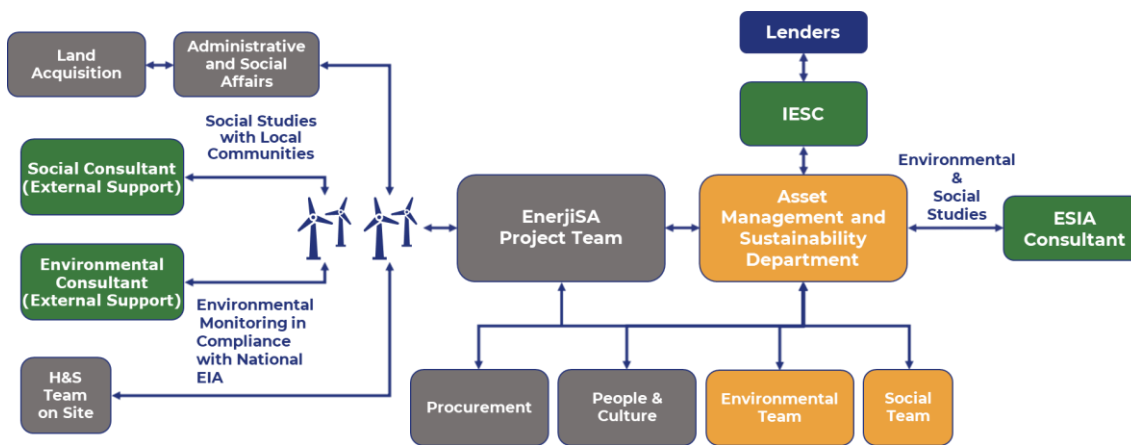 Land
Acquisition
Administrative
and Social
Affairs
Lenders
IESC
Social Studies
with Local
Communities
Social Consultant
(External Support)
Environmental
&
Social
Studies
EnerjiSA
Project Team
Asset
Management and
Sustainability
Department
ESIA
Consultant
Environmental
Consultant
(External Support)
Environmental
Monitoring in
Compliance
with National
EIA
H&S
Team
on Site
Procurement
People &
Culture
Environmental
Team
Social
Team